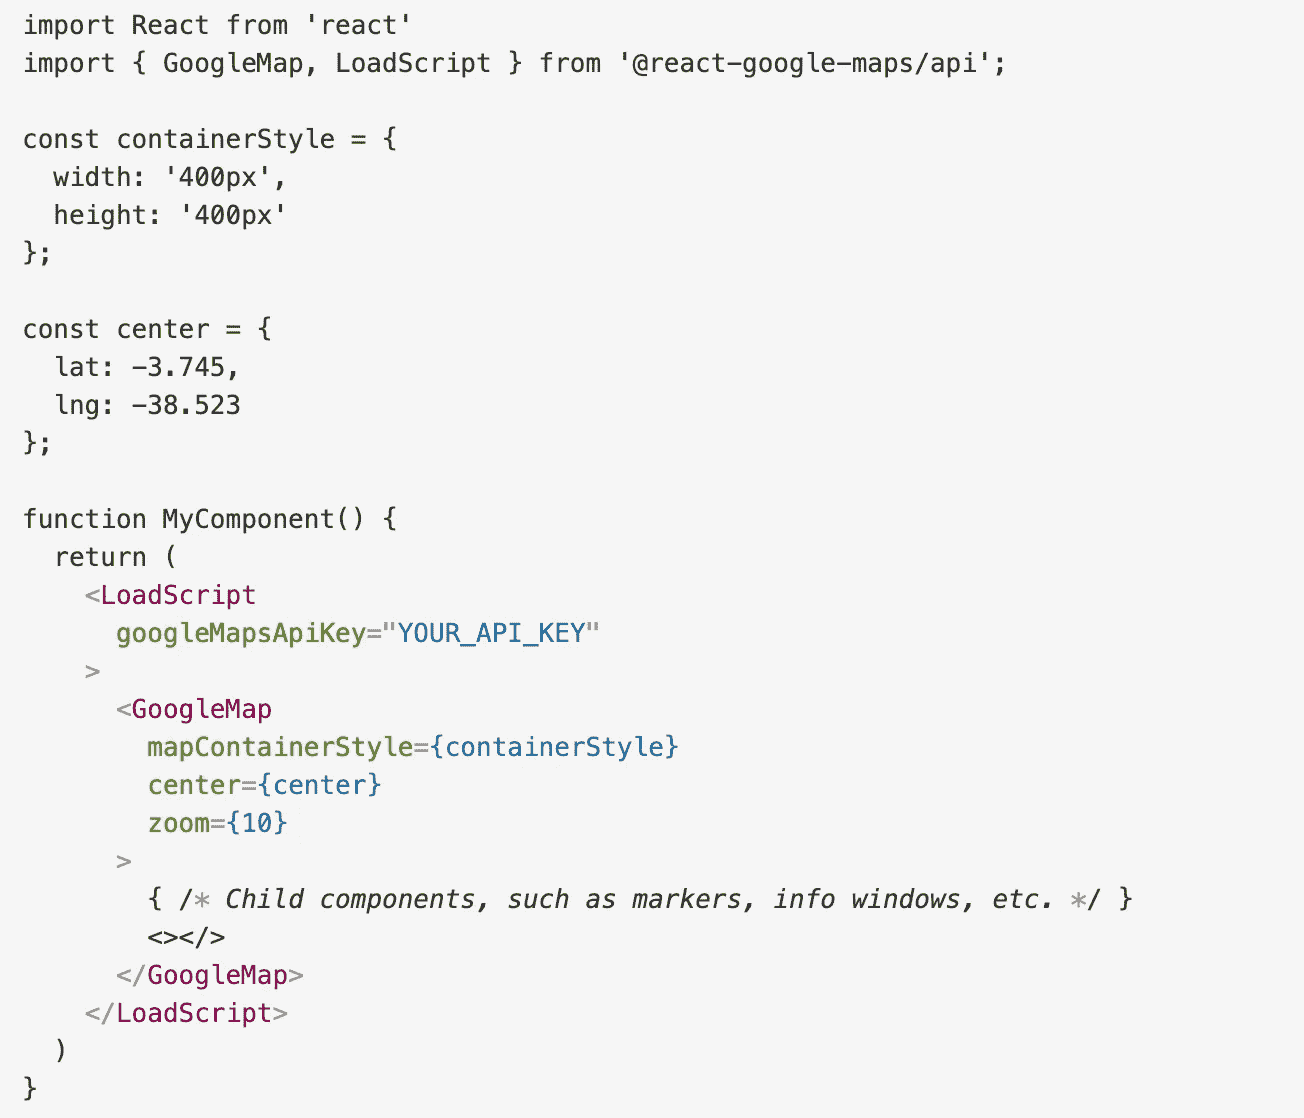 import React from 'react'
import { GoogleMap, LoadScript } from '@react-google-maps/api';

const containerStyle = {
  width: '400px',
  height: '400px'
};

const center = {
  lat: -3.745,
  lng: -38.523
};

function MyComponent() {
  return (
    <LoadScript
      googleMapsApiKey="YOUR_API_KEY"
    >
      <GoogleMap
        mapContainerStyle={containerStyle}
        center={center}
        zoom={10}
      >
        { /* Child components, such as markers, info windows, etc. */ }
        <></>
      </GoogleMap>
    </LoadScript>
  )
}